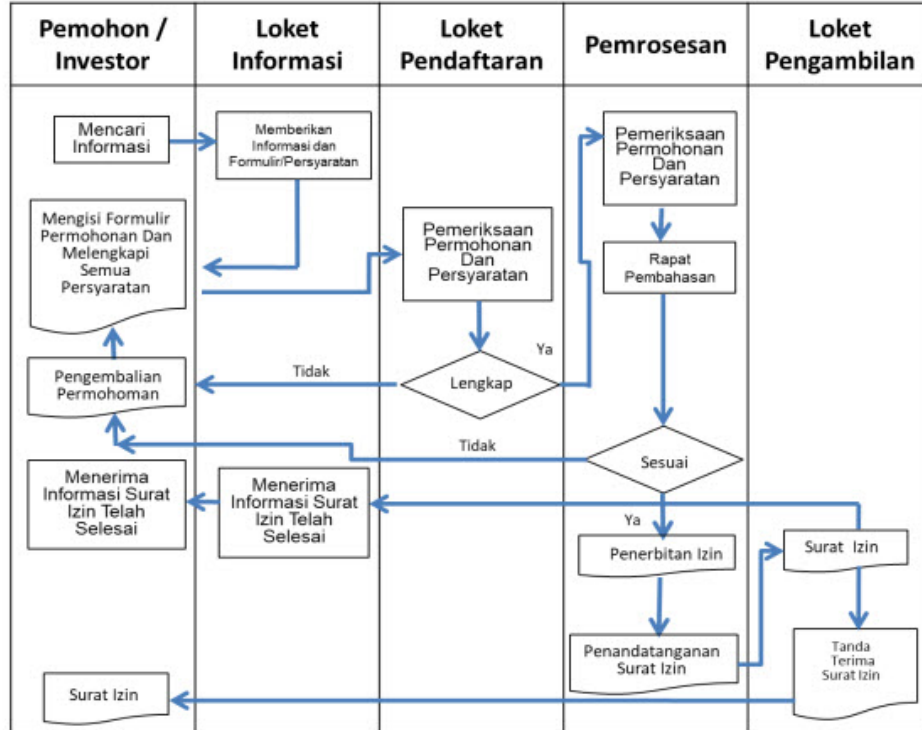 Pemohon /
Investor
Loket
Informasi
Loket
Pendaftaran
Pemrosesan
Loket
Pengambilan
Mencari
Informasi
Memberikan
Informasi dan
Formulir/Persyaratan
Pemeriksaan
Permohonan
Dan
Persyaratan
Mengisi Formulir
Permohonan Dan
Melengkapi
Semua
Persyaratan
Pemeriksaan
Permohonan
Dan
Persyaratan
Rapat
Pembahasan
Ya
Tidak
Lengkap
Pengembalian
Permohoman
Tidak
Sesuai
Menerima
Informasi Surat
Izin Telah
Selesai
Menerima
Informasi Surat
Izin Telah
Selesai
Ya
Penerbitan Izin
Surat Izin
Penandatanganan
Surat Izin
Tanda
Terima
Surat Izin
Surat Izin